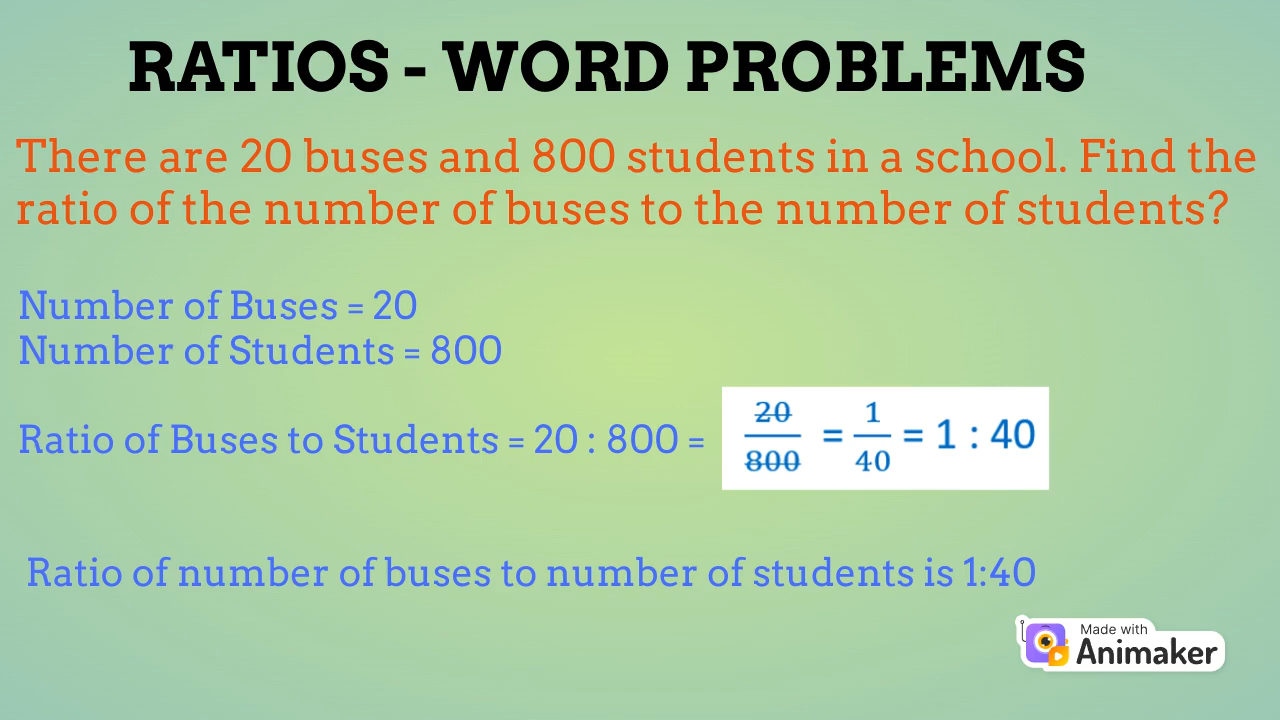 RATIOS - WORD PROBLEMS
There are 20 buses and 800 students in a school. Find the
ratio of the number of buses to the number of students?
Number of Buses = 20
Number of Students = 800
Ratio of Buses to Students = 20 : 800 = 20/800 = 1/40 = 1 : 40
Ratio of number of buses to number of students is 1:40
Made with
Animaker